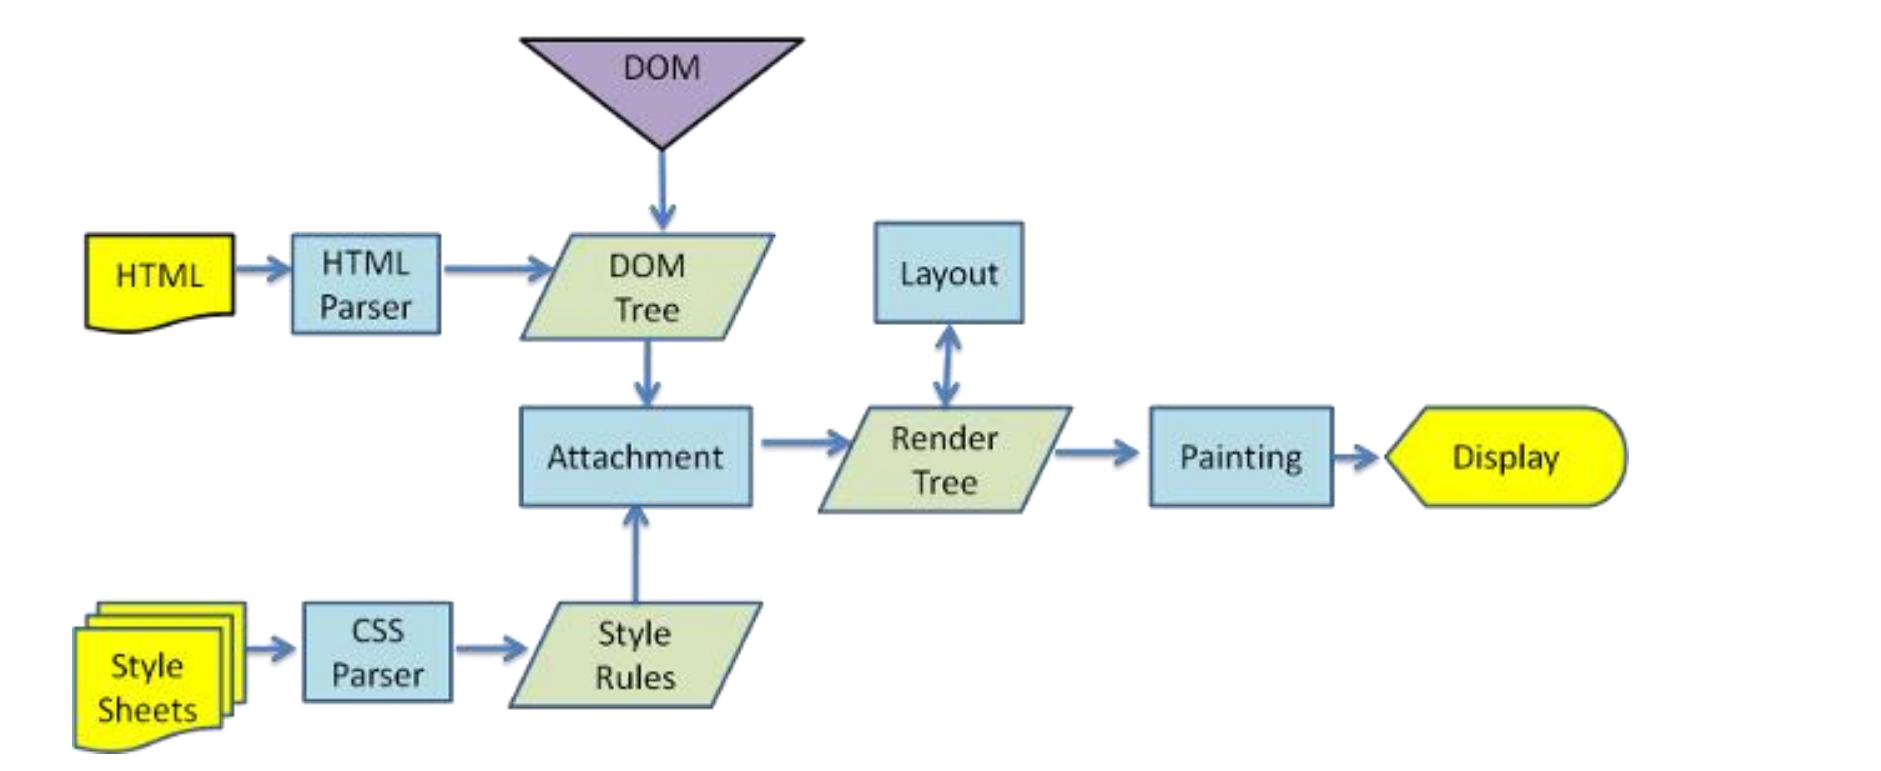 DOM
HTML
HTML
Parser
DOM
Tree
Layout
Attachment
Render
Tree
Painting
Display
Style
Sheets
CSS
Parser
Style
Rules